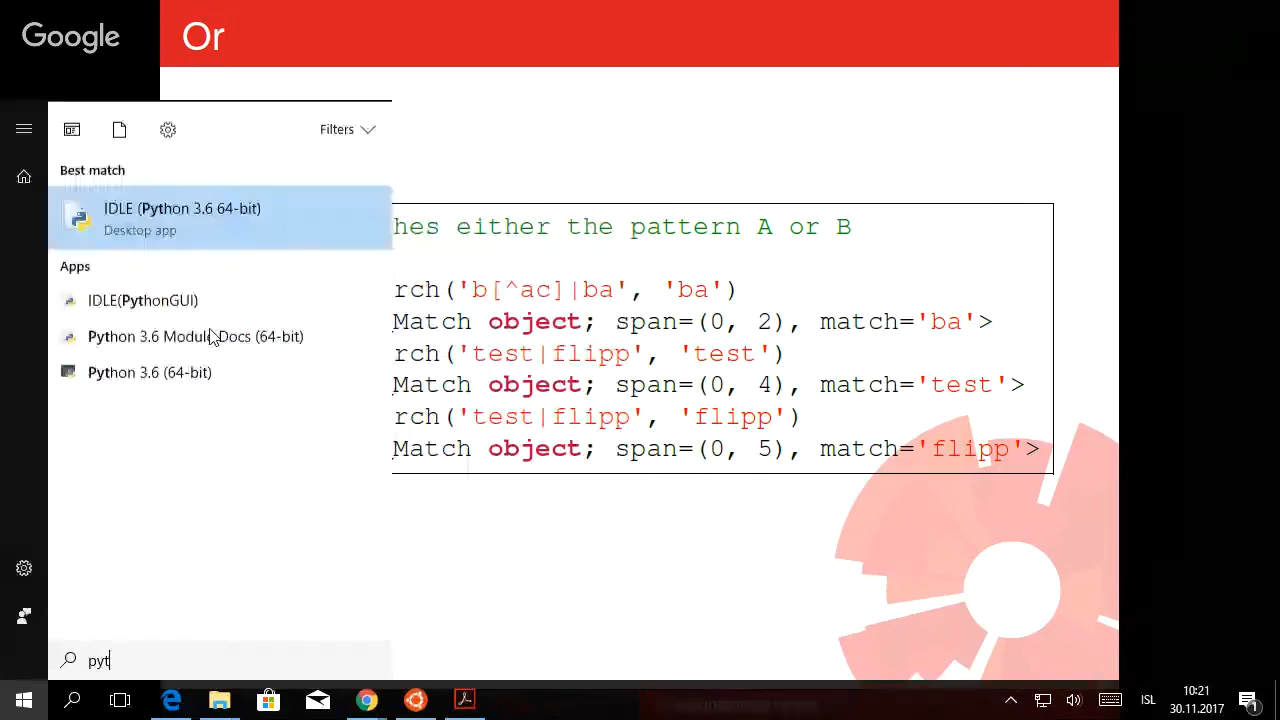 Google
Or
Filters
Best match
IDLE (Python 3.6 64-bit)
Desktop app
Apps
IDLE(PythonGUI)
Python 3.6 Module Docs (64-bit)
Python 3.6 (64-bit)
pyt
hes either the pattern A or B
rch('b[^ac]|ba', 'ba')
Match object; span=(0, 2), match='ba'>
rch('test|flipp', 'test')
Match object; span=(0, 4), match='test'>
rch('test|flipp', 'flipp')
Match object; span=(0, 5), match='flipp'>
ISL
10:21
30.11.2017
1